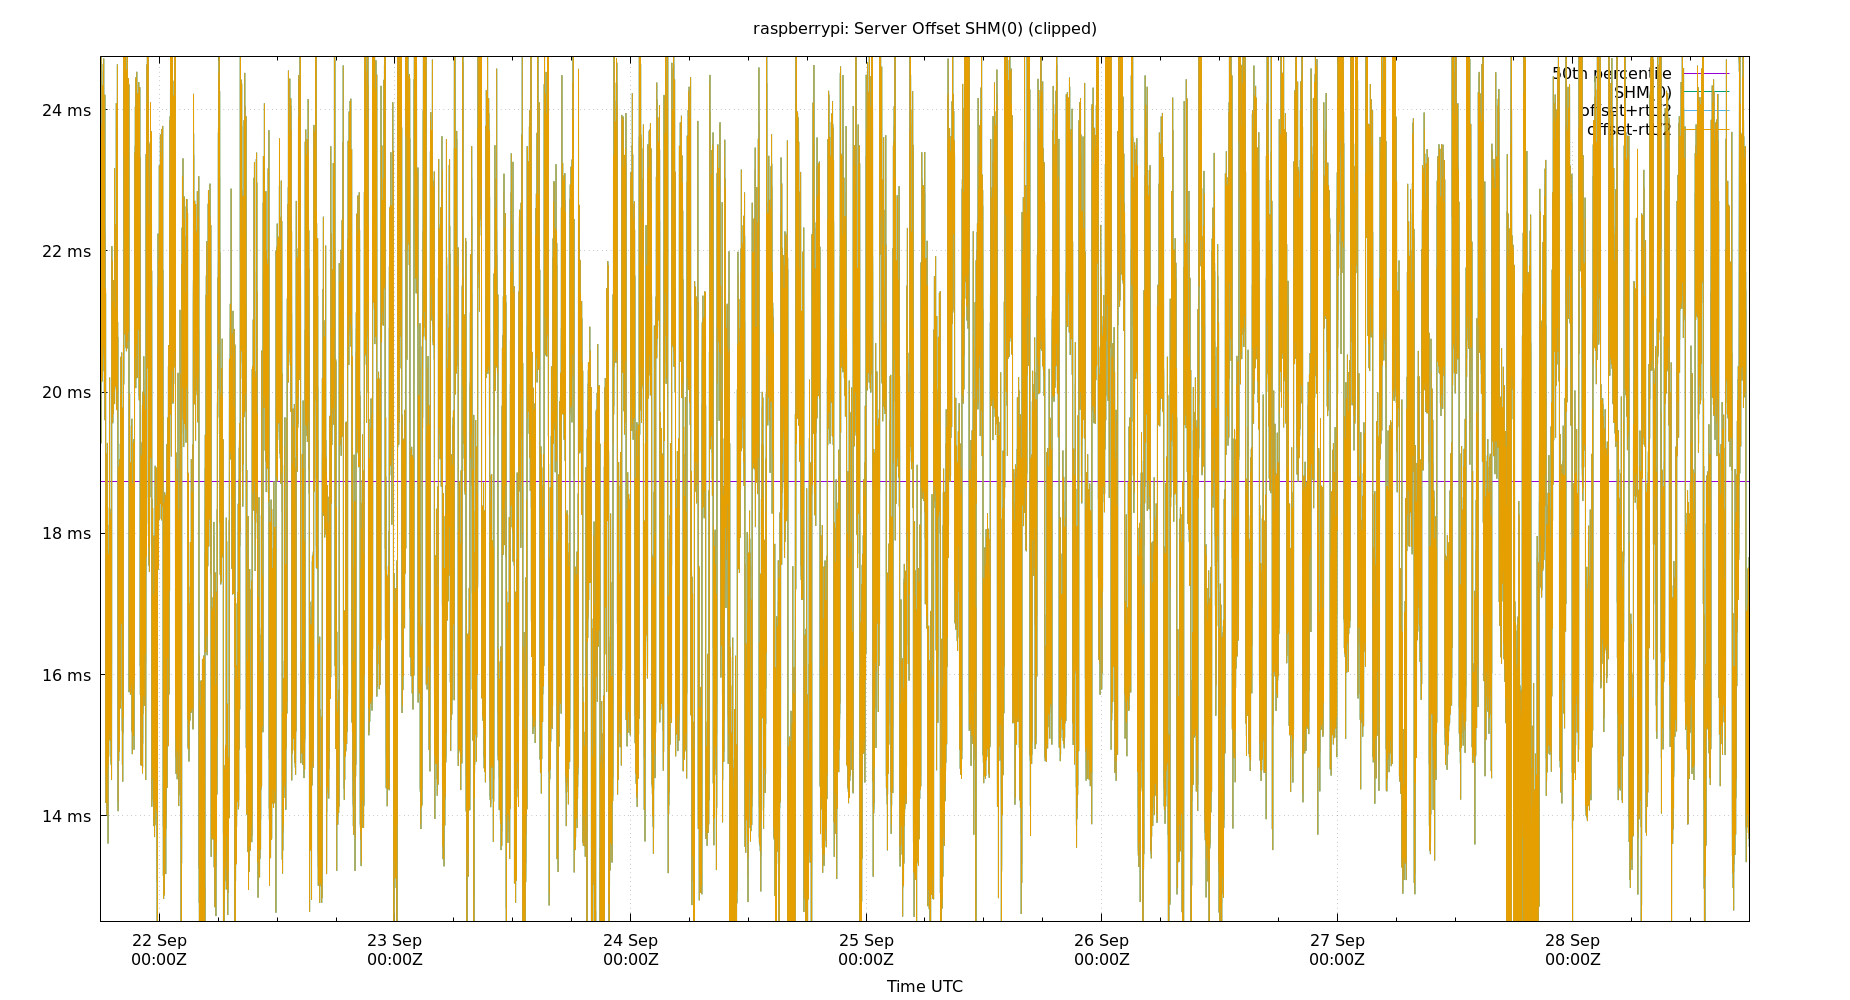 raspberrypi: Server Offset SHM(0) (clipped)
50th percentile
SHM(0)
offset+rtd/2
offset-rtd/2
24 ms
22 ms
20 ms
18 ms
16 ms
14 ms
22 Sep 23 Sep 24 Sep 25 Sep 26 Sep 27 Sep 28 Sep
00:00Z 00:00Z 00:00Z 00:00Z 00:00Z 00:00Z 00:00Z
Time UTC